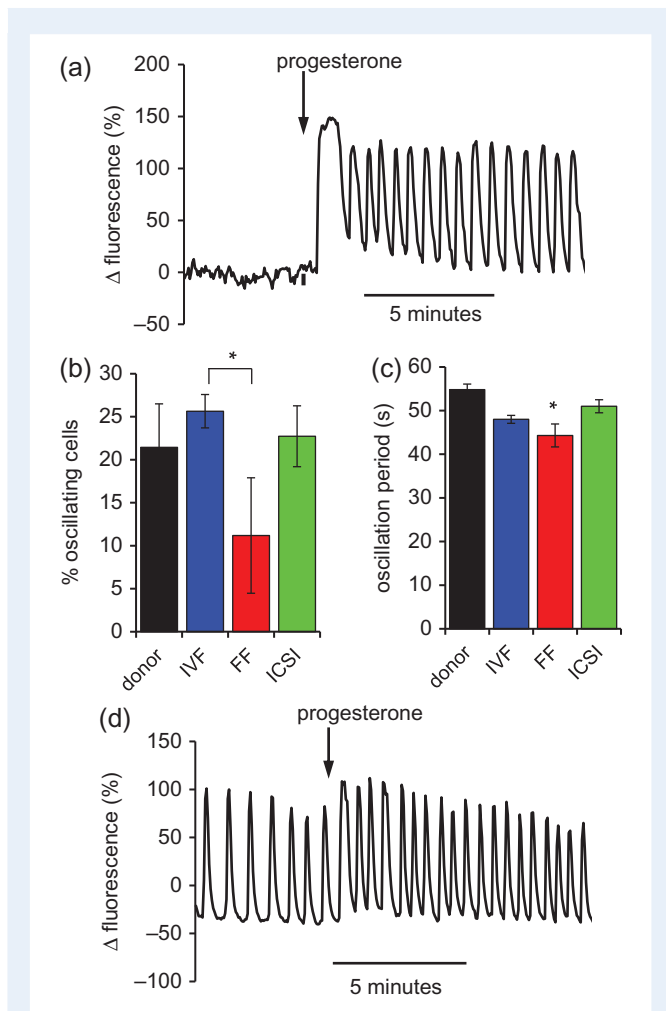 (a)
progesterone
Δ fluorescence (%)
200
150
100
50
0
–50
5 minutes
(b)
% oscillating cells
30
25
20
15
10
5
0
*
donor
IVF
FF
ICSI
(c)
oscillation period (s)
60
50
40
30
20
10
0
*
donor
IVF
FF
ICSI
(d)
progesterone
Δ fluorescence (%)
150
100
50
0
–50
–100
5 minutes